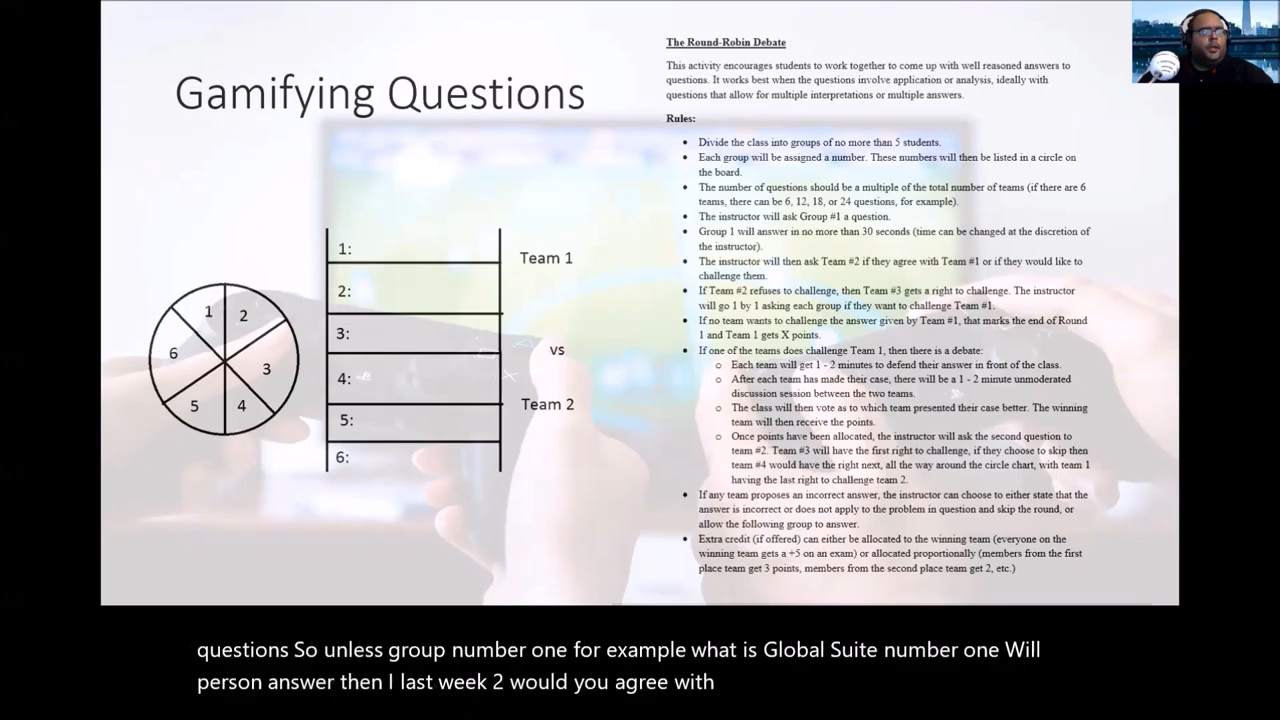 Gamifying Questions
1
2
3
4
5
6
1:
2:
3:
4:
5:
6:
Team 1
vs
Team 2
The Round-Robin Debate
This activity encourages students to work together to come up with well reasoned answers to
questions. It works best when the questions involve application or analysis, ideally with
questions that allow for multiple interpretations or multiple answers.
Rules:
• Divide the class into groups of no more than 5 students.
• Each group will be assigned a number. These numbers will then be listed in a circle on
the board.
• The number of questions should be a multiple of the total number of teams (if there are 6
teams, there can be 6, 12, 18, or 24 questions, for example).
• The instructor will ask Group #1 a question.
• Group 1 will answer in no more than 30 seconds (time can be changed at the discretion of
the instructor).
• The instructor will then ask Team #2 if they agree with Team #1 or if they would like to
challenge them.
• If Team #2 refuses to challenge, then Team #3 gets a right to challenge. The instructor
will go 1 by 1 asking each group if they want to challenge Team #1.
• If no team wants to challenge the answer given by Team #1, that marks the end of Round
1 and Team 1 gets X points.
• If one of the teams does challenge Team 1, then there is a debate:
o Each team will get 1 - 2 minutes to defend their answer in front of the class.
o After each team has made their case, there will be a 1 - 2 minute unmoderated
discussion session between the two teams.
o The class will then vote as to which team presented their case better. The winning
team will then receive the points.
o Once points have been allocated, the instructor will ask the second question to
team #2. Team #3 will have the first right to challenge, if they choose to skip then
team #4 would have the right next, all the way around the circle chart, with team 1
having the last right to challenge team 2.
• If any team proposes an incorrect answer, the instructor can choose to either state that the
answer is incorrect or does not apply to the problem in question and skip the round, or
allow the following group to answer.
• Extra credit (if offered) can either be allocated to the winning team (everyone on the
winning team gets a +5 on an exam) or allocated proportionally (members from the first
place team get 3 points, members from the second place team get 2, etc.)
questions So unless group number one for example what is Global Suite number one Will
person answer then I last week 2 would you agree with